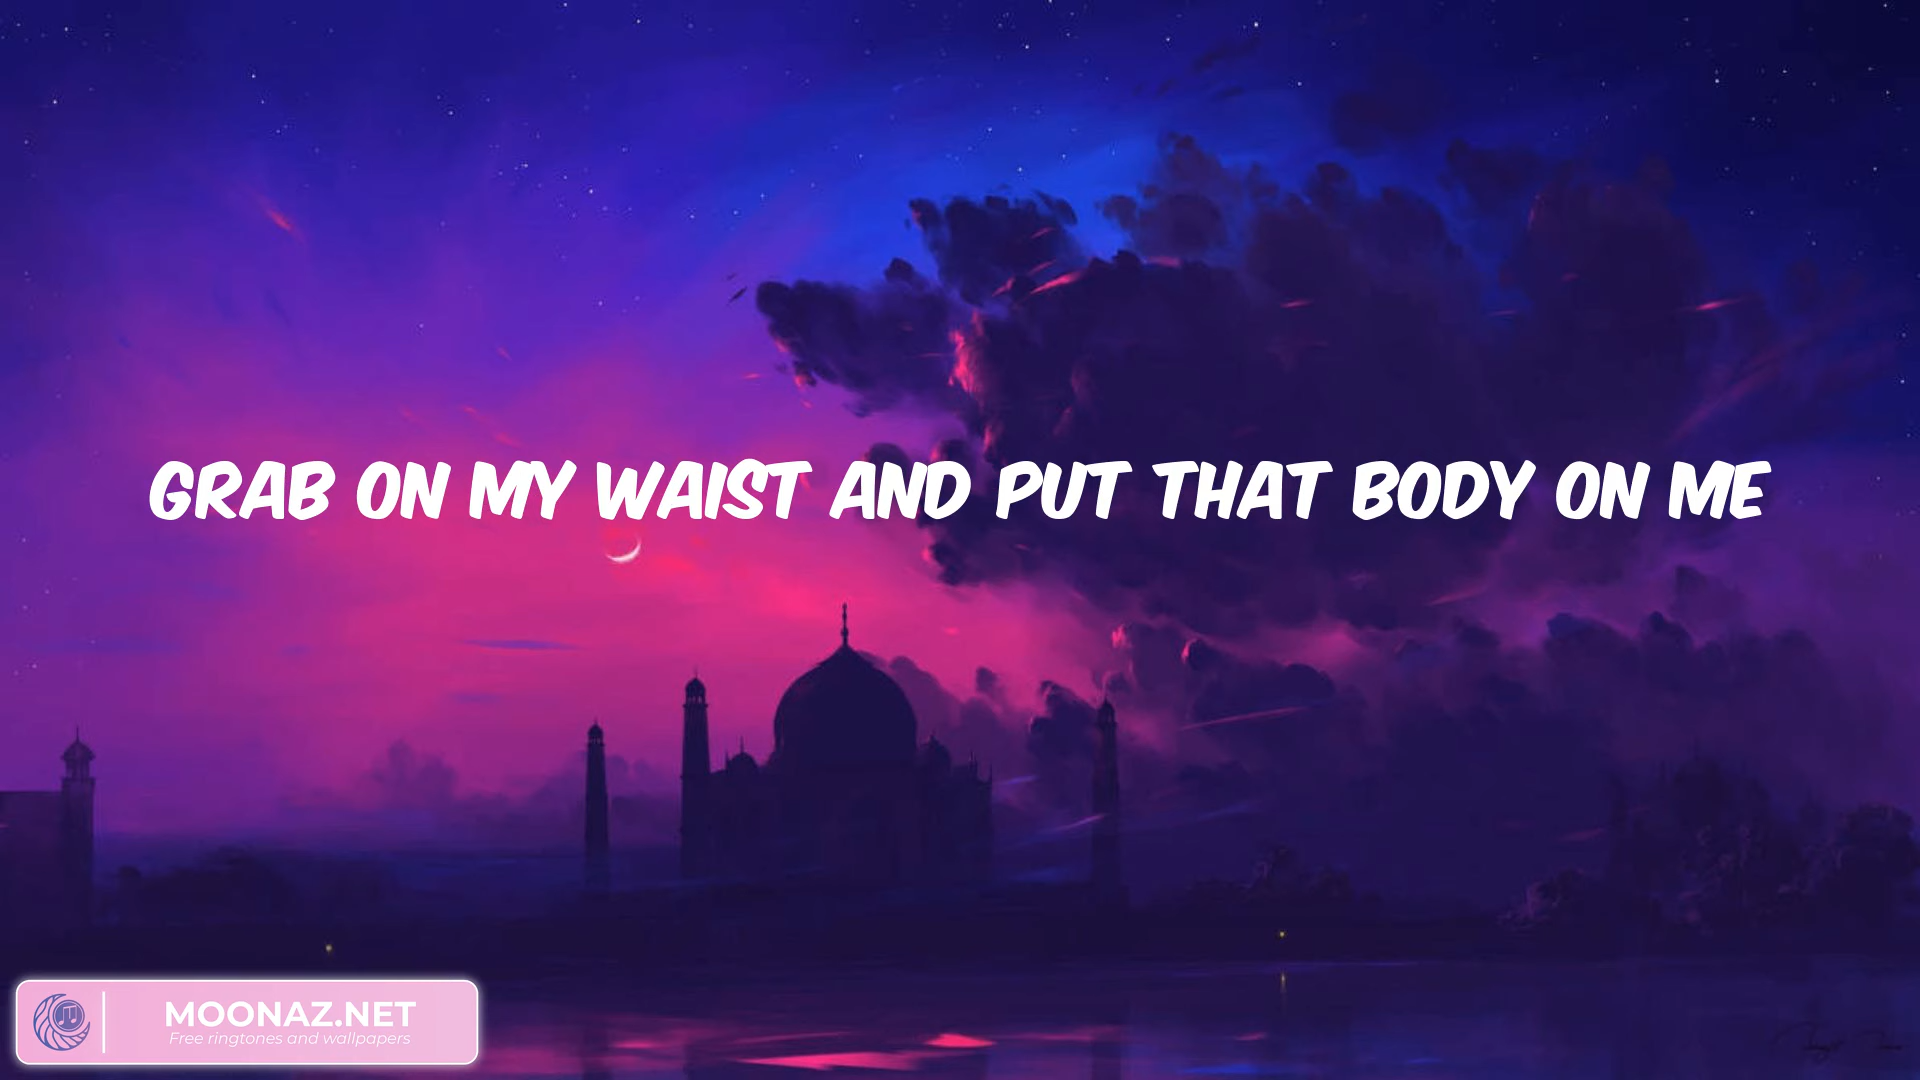 GRAB ON MY WAIST AND PUT THAT BODY ON ME
MOONAZ.NET
Free ringtones and wallpapers